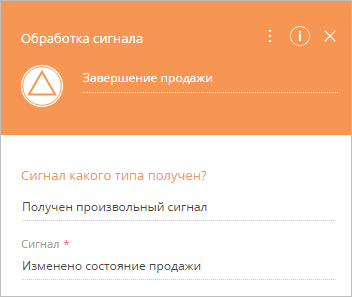 Обработка сигнала
Завершение продажи
Сигнал какого типа получен?
Получен произвольный сигнал
Сигнал *
Изменено состояние продажи